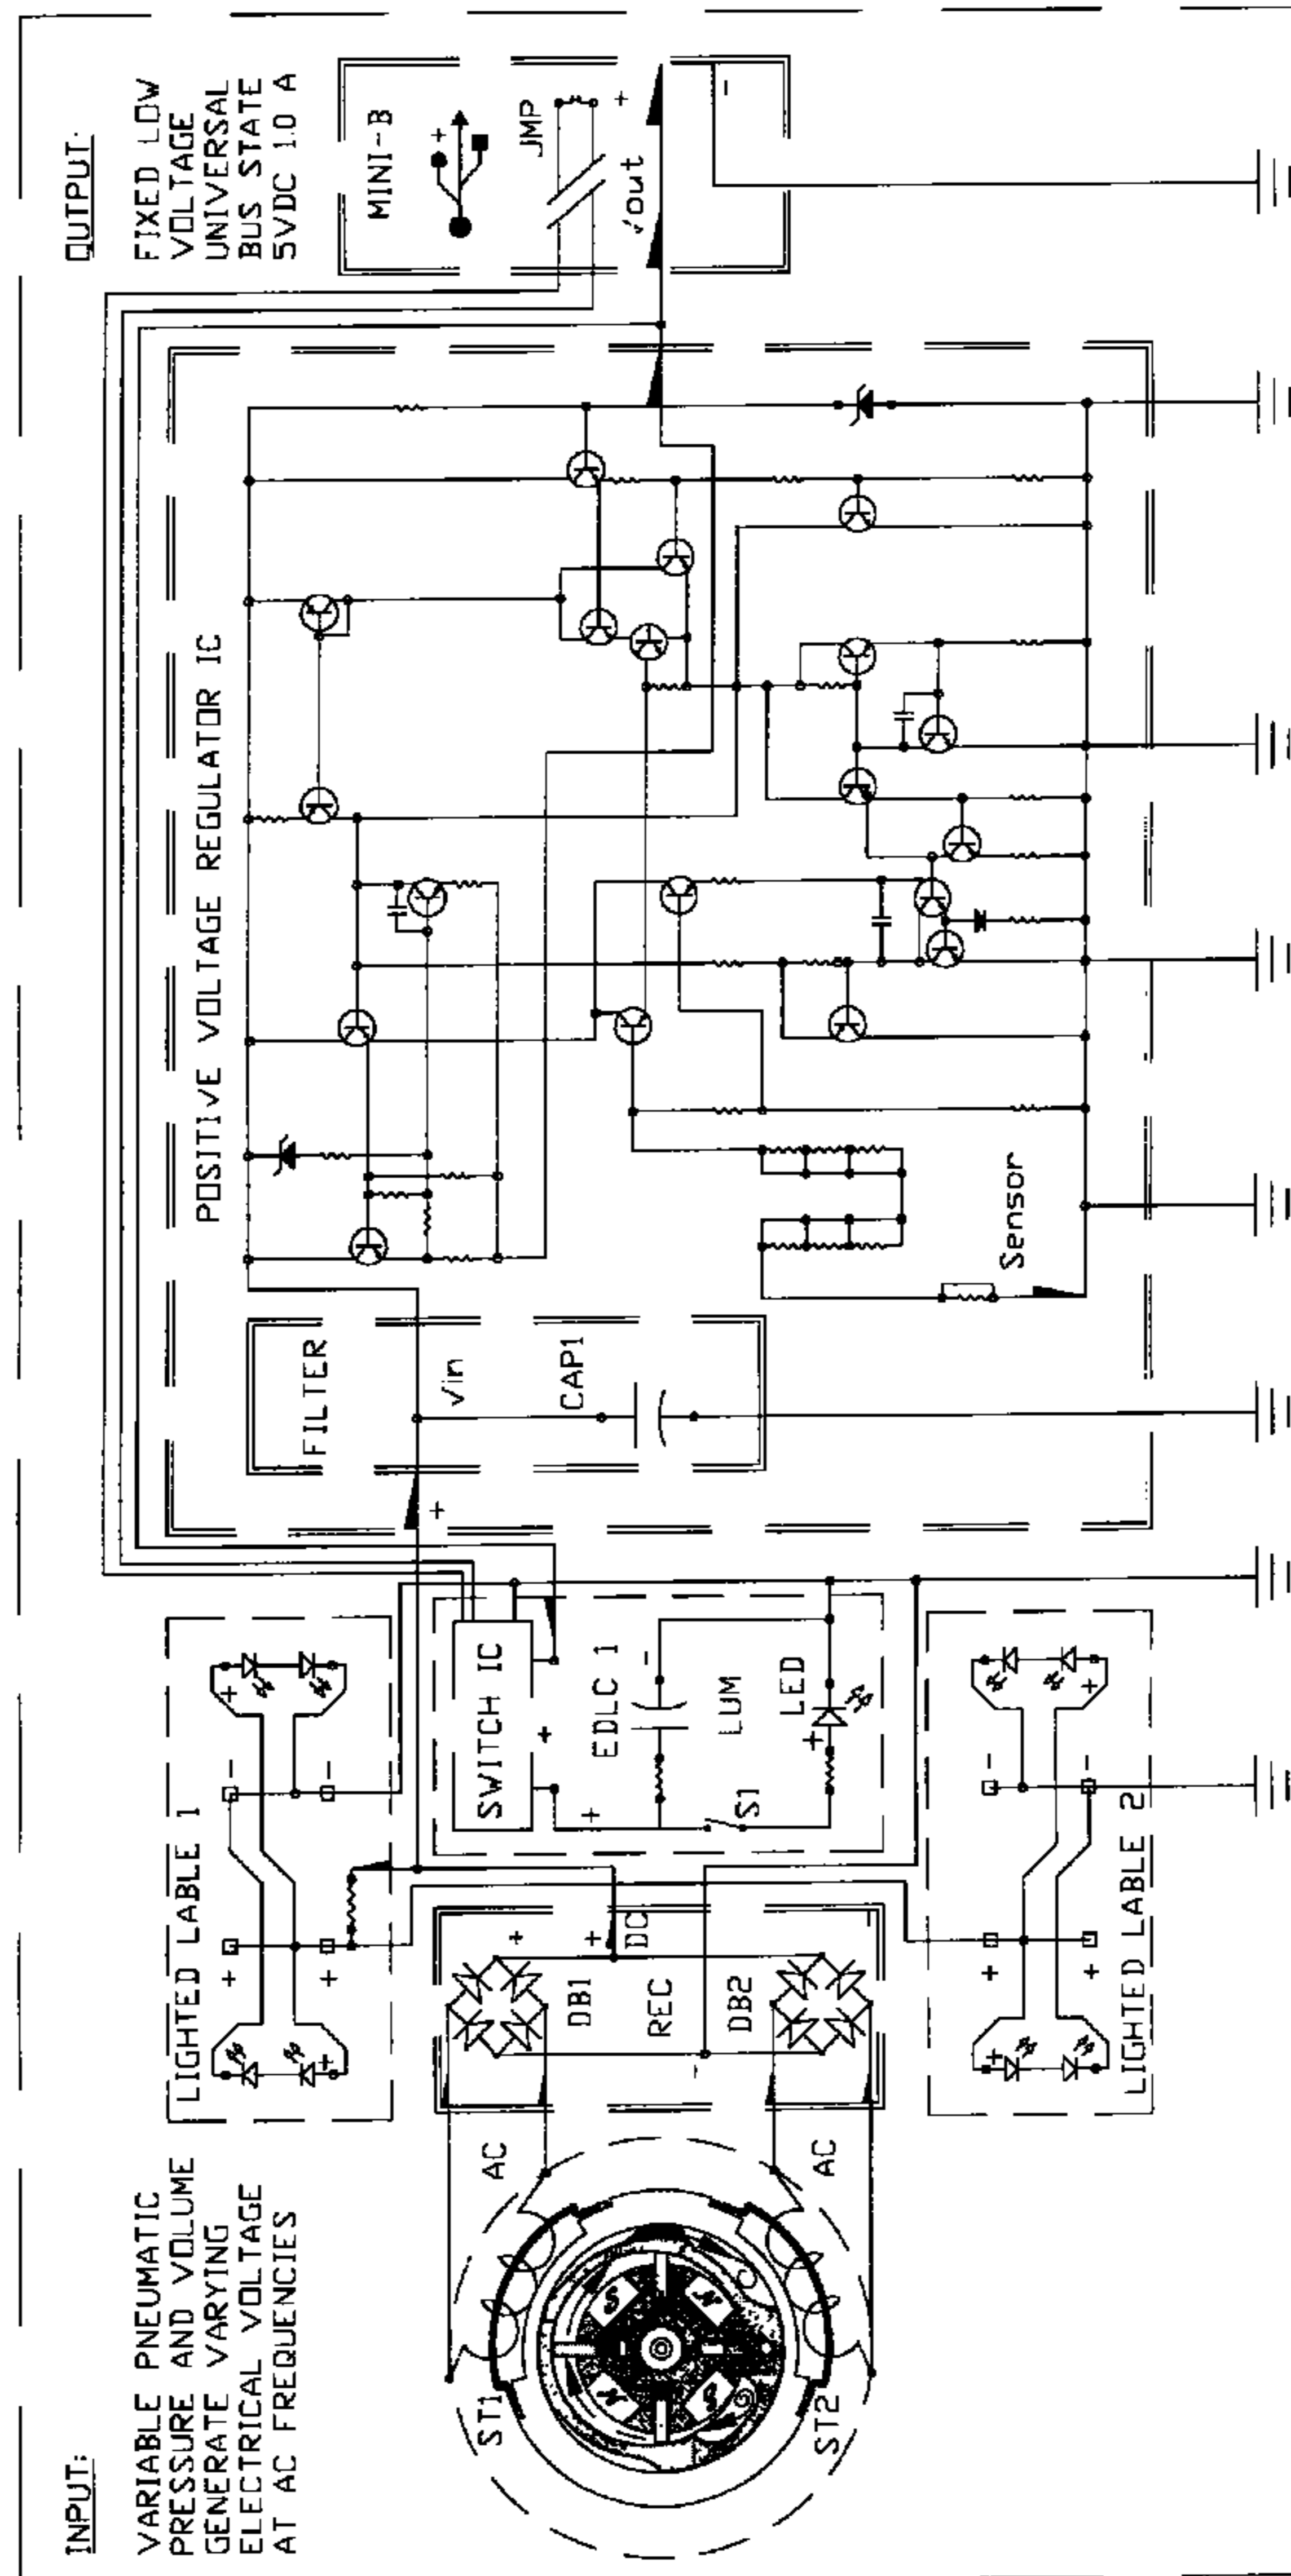 INPUT:
VARIABLE PNEUMATIC
PRESSURE AND VOLUME
GENERATE VARYING
ELECTRICAL VOLTAGE
AT AC FREQUENCIES
ST1
ST2
N
S
N
S
AC
AC
LIGHTED LABLE 1
+
+
+
+
-
-
DB1
REC
DB2
+
+
DC
-
-
LIGHTED LABLE 2
+
+
+
+
-
-
SWITCH IC
+
EDLC 1
-
+
LUM
S1
LED
+
+
FILTER
Vin
CAP1
POSITIVE VOLTAGE REGULATOR IC
Sensor
OUTPUT:
FIXED LOW
VOLTAGE
UNIVERSAL
BUS STATE
5VDC 1.0 A
MINI-B
+
JMP
+
Vout
-